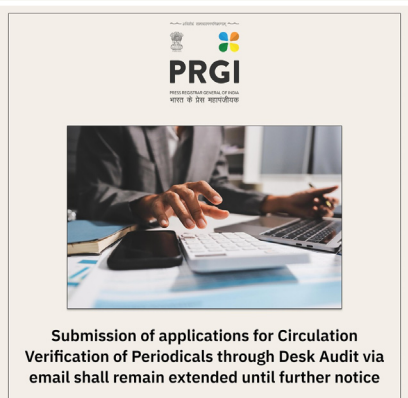 PRGI
PRESS REGISTRAR GENERAL OF INDIA
भारत के प्रेस महापंजीयक
Submission of applications for Circulation
Verification of Periodicals through Desk Audit via
email shall remain extended until further notice